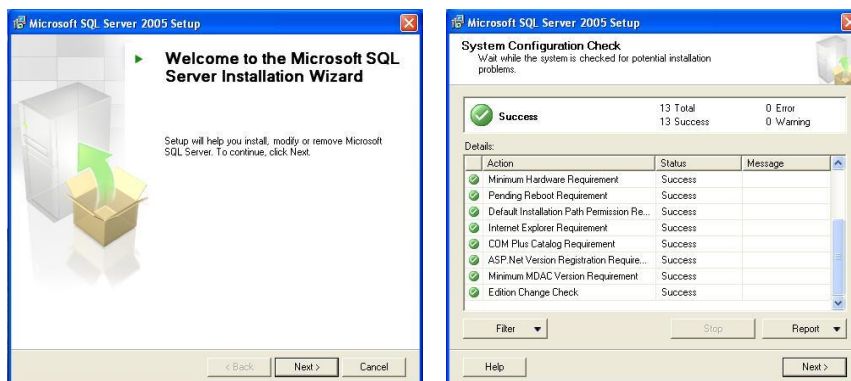 Microsoft SQL Server 2005 Setup
Welcome to the Microsoft SQL
Server Installation Wizard
Setup will help you install, modify or remove Microsoft
SQL Server. To continue, click Next.
< Back
Next >
Cancel
Microsoft SQL Server 2005 Setup
System Configuration Check
Wait while the system is checked for potential installation
problems.
Success
13 Total
0 Error
13 Success
0 Warning
Details:
Action Status Message
Minimum Hardware Requirement Success
Pending Reboot Requirement Success
Default Installation Path Permission Re... Success
Internet Explorer Requirement Success
COM Plus Catalog Requirement Success
ASP.Net Version Registration Require... Success
Minimum MDAC Version Requirement Success
Edition Change Check Success
Filter
Stop
Report
Help
Next >